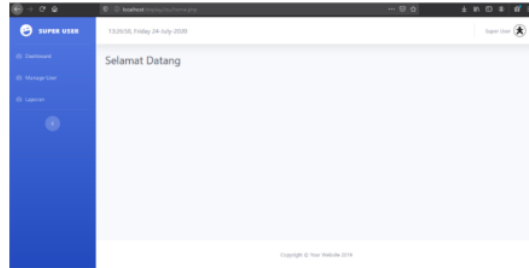 localhost
SUPER USER
13:20:58, Friday 24-July-2020
Super User
Dashboard
Selamat Datang
Manage User
Laporan
Copyright © Your Website 2019